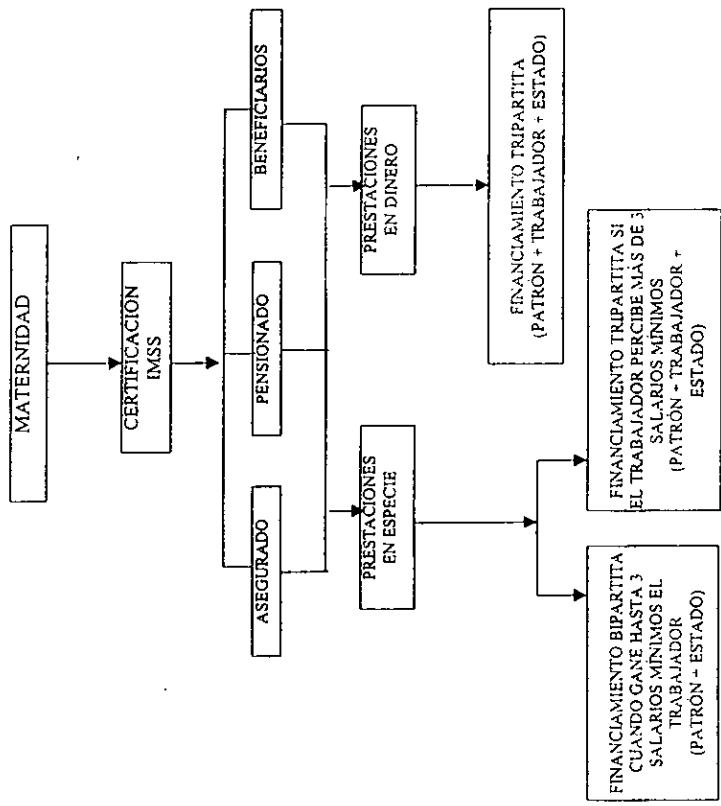 MATERNIDAD
CERTIFICACION
IMSS
ASEGURADO
PENSIONADO
BENEFICIARIOS
PRESTACIONES
EN ESPECIE
PRESTACIONES
EN DINERO
FINANCIAMIENTO BIPARTITA
CUANDO GANE HASTA 3
SALARIOS MÍNIMOS EL
TRABAJADOR
(PATRÓN + ESTADO)
FINANCIAMIENTO TRIPARTITA SI
EL TRABAJADOR PERCIBE MÁS DE 3
SALARIOS MÍNIMOS
(PATRÓN + TRABAJADOR +
ESTADO)
FINANCIAMIENTO TRIPARTITA
(PATRÓN + TRABAJADOR + ESTADO)